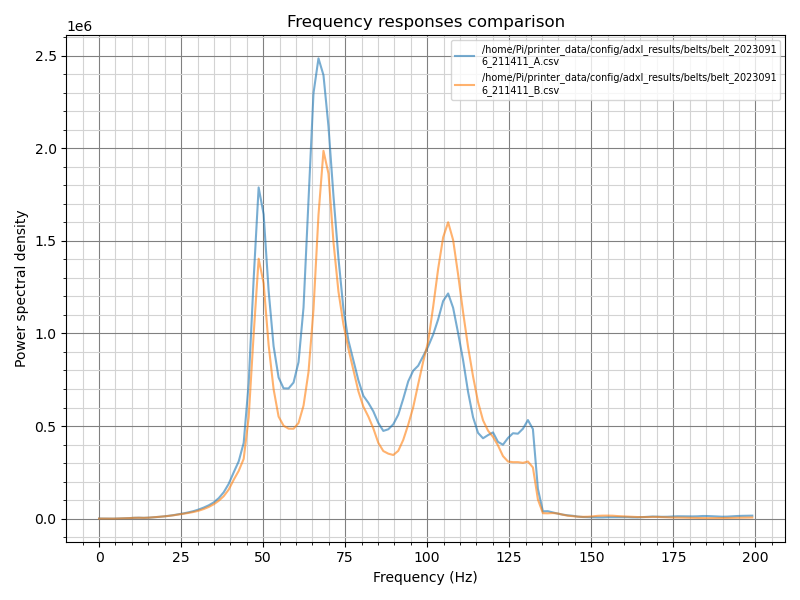 Frequency responses comparison
1e6
/home/Pi/printer_data/config/adxl_results/belts/belt_2023091
6_211411_A.csv
/home/Pi/printer_data/config/adxl_results/belts/belt_2023091
6_211411_B.csv
2.5
2.0
1.5
1.0
0.5
0.0
Power spectral density
0 25 50 75 100 125 150 175 200
Frequency (Hz)